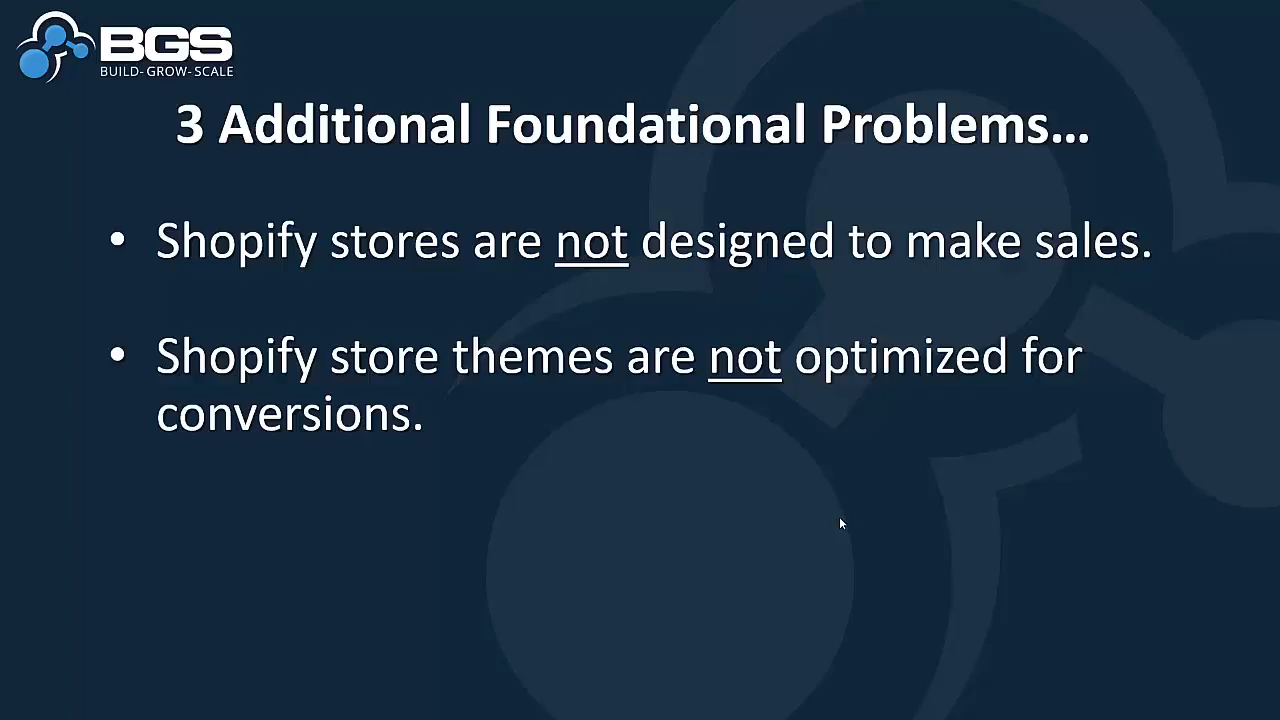 BGS
BUILD-GROW-SCALE
3 Additional Foundational Problems...
• Shopify stores are not designed to make sales.
• Shopify store themes are not optimized for
conversions.